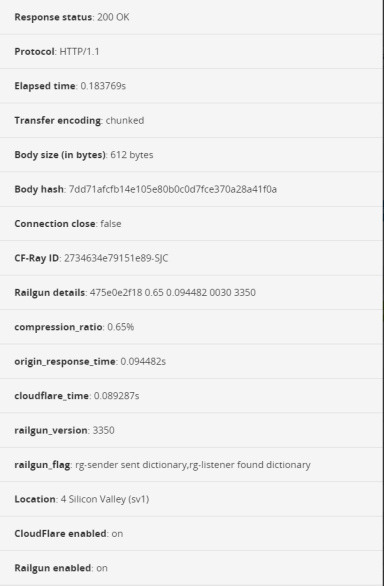 Response status: 200 OK
Protocol: HTTP/1.1
Elapsed time: 0.183769s
Transfer encoding: chunked
Body size (in bytes): 612 bytes
Body hash: 7dd71afcfb14e105e80b0c0d7fce370a28a41f0a
Connection close: false
CF-Ray ID: 2734634e79151e89-SJC
Railgun details: 475e0e2f18 0.65 0.094482 0030 3350
compression_ratio: 0.65%
origin_response_time: 0.094482s
cloudflare_time: 0.089287s
railgun_version: 3350
railgun_flag: rg-sender sent dictionary,rg-listener found dictionary
Location: 4 Silicon Valley (sv1)
CloudFlare enabled: on
Railgun enabled: on